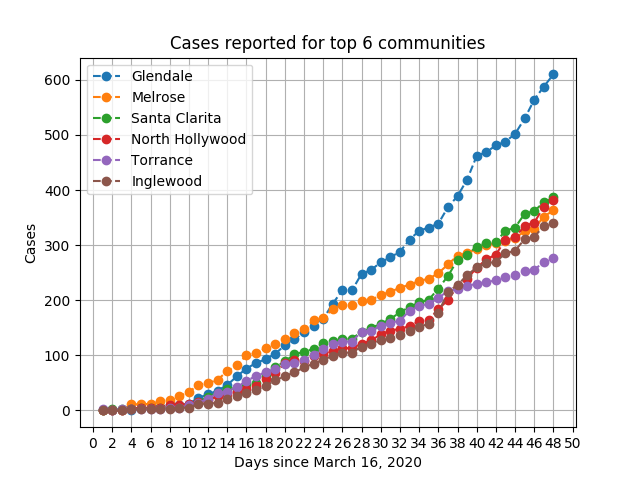 Cases reported for top 6 communities
Glendale
Melrose
Santa Clarita
North Hollywood
Torrance
Inglewood
600
500
400
300
200
100
0
Cases
0 2 4 6 8 10 12 14 16 18 20 22 24 26 28 30 32 34 36 38 40 42 44 46 48 50
Days since March 16, 2020